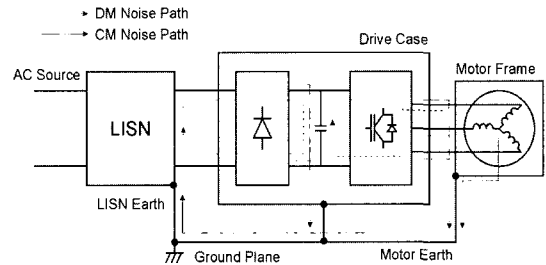 DM Noise Path
CM Noise Path
Drive Case
AC Source
Motor Frame
LISN
LISN Earth
Ground Plane
Motor Earth